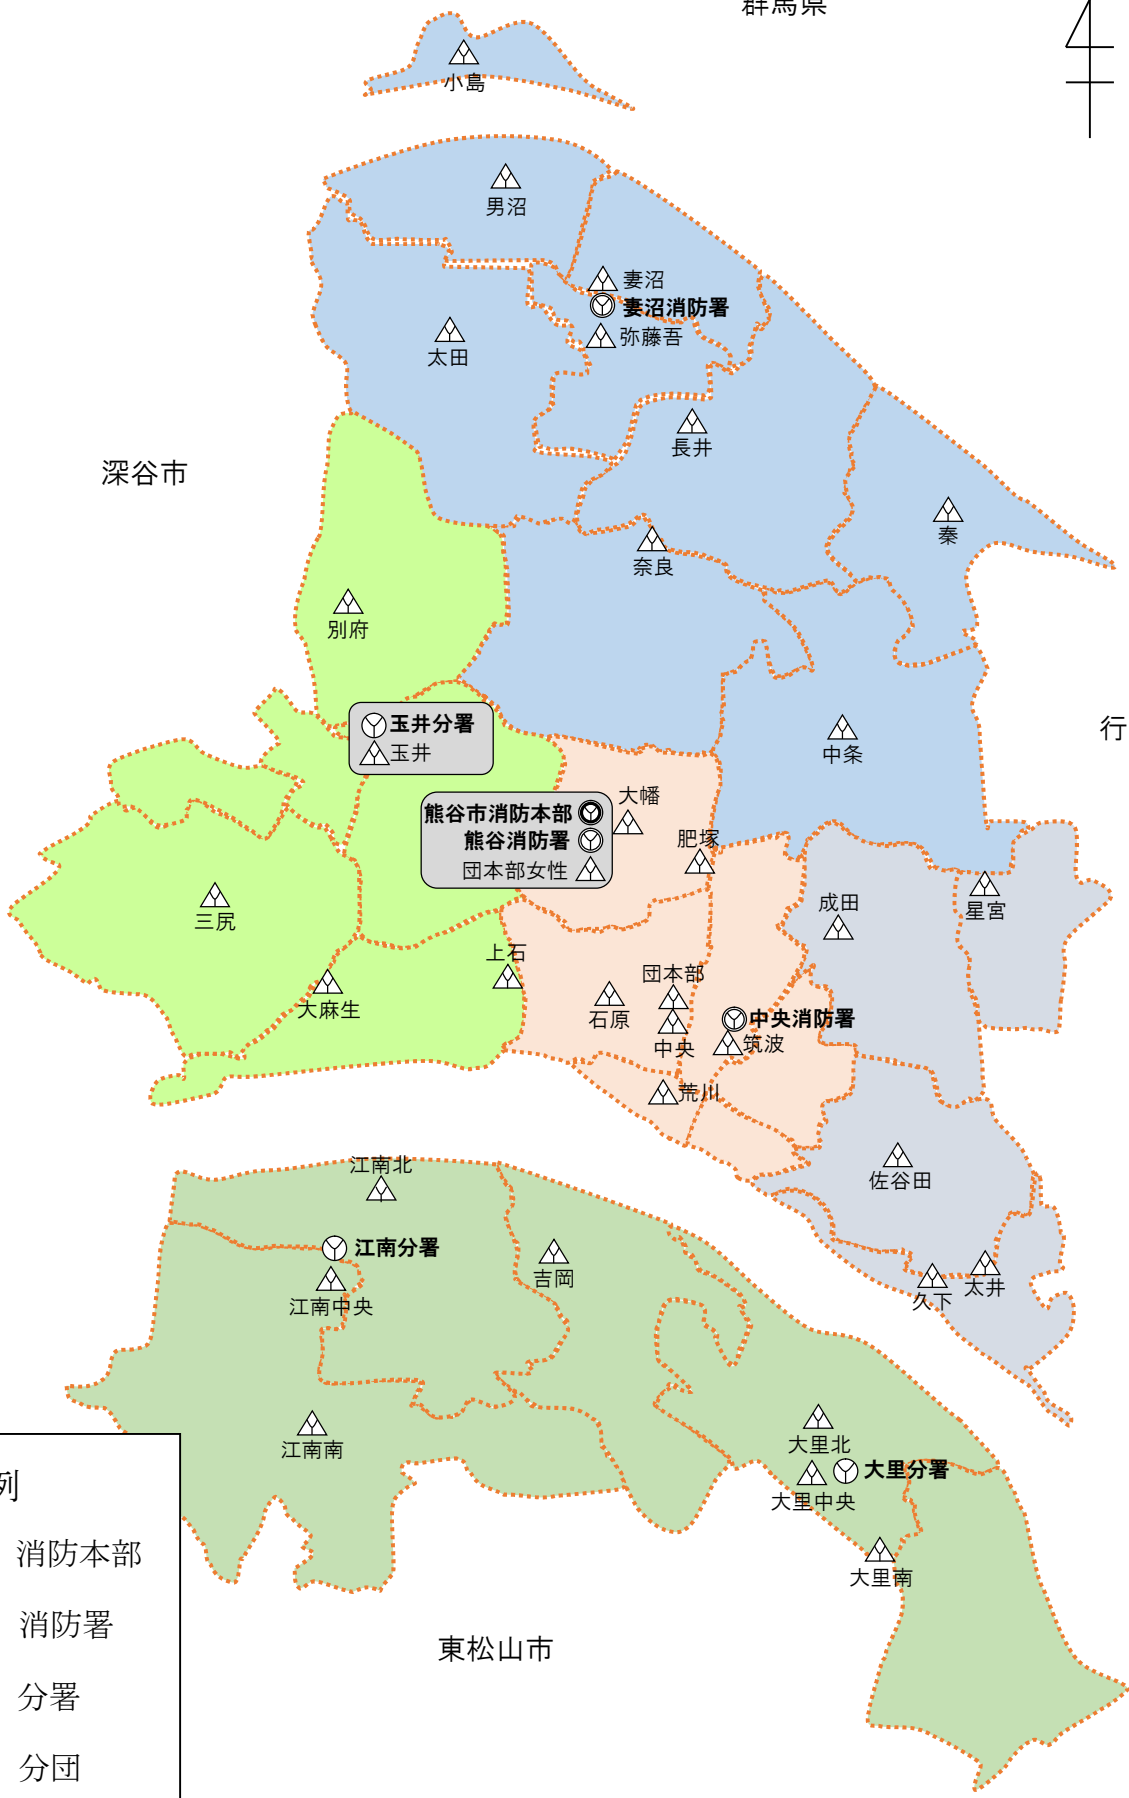 群馬県
小島
男沼
妻沼
妻沼消防署
弥藤吾
太田
長井
深谷市
秦
奈良
別府
行
玉井分署
玉井
中条
大幡
熊谷市消防本部
熊谷消防署
団本部女性
肥塚
三尻
成田
星宮
上石
団本部
大麻生
石原
中央消防署
中央
筑波
荒川
江南北
佐谷田
江南分署
吉岡
江南中央
久下
太井
江南南
大里北
大里分署
大里中央
大里南
例
消防本部
消防署
分署
分団
東松山市